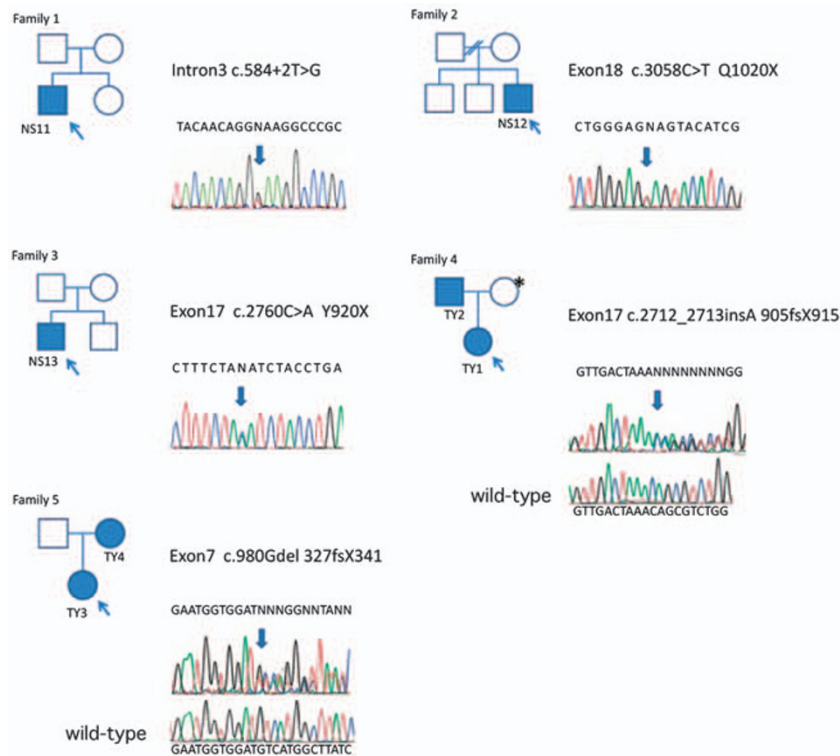 Family 1
Intron3 c.584+2T>G
NS11
TACAACAGGNAAGGCCCGC
Family 2
Exon18 c.3058C>T Q1020X
NS12
CTGGGAGNAGTACATCG
Family 3
Exon17 c.2760C>A Y920X
NS13
CTTTCTANATCTACCTGA
Family 4
*
TY2
Exon17 c.2712_2713insA 905fsX915
TY1
GTTGACTAAANNNNNNNNGG
wild-type
GTTGACTAAACAGCGTCTGG
Family 5
TY4
Exon7 c.980Gdel 327fsX341
TY3
GAATGGTGGATNNNGGNNTANN
wild-type
GAATGGTGGATGTCATGGCTTATC